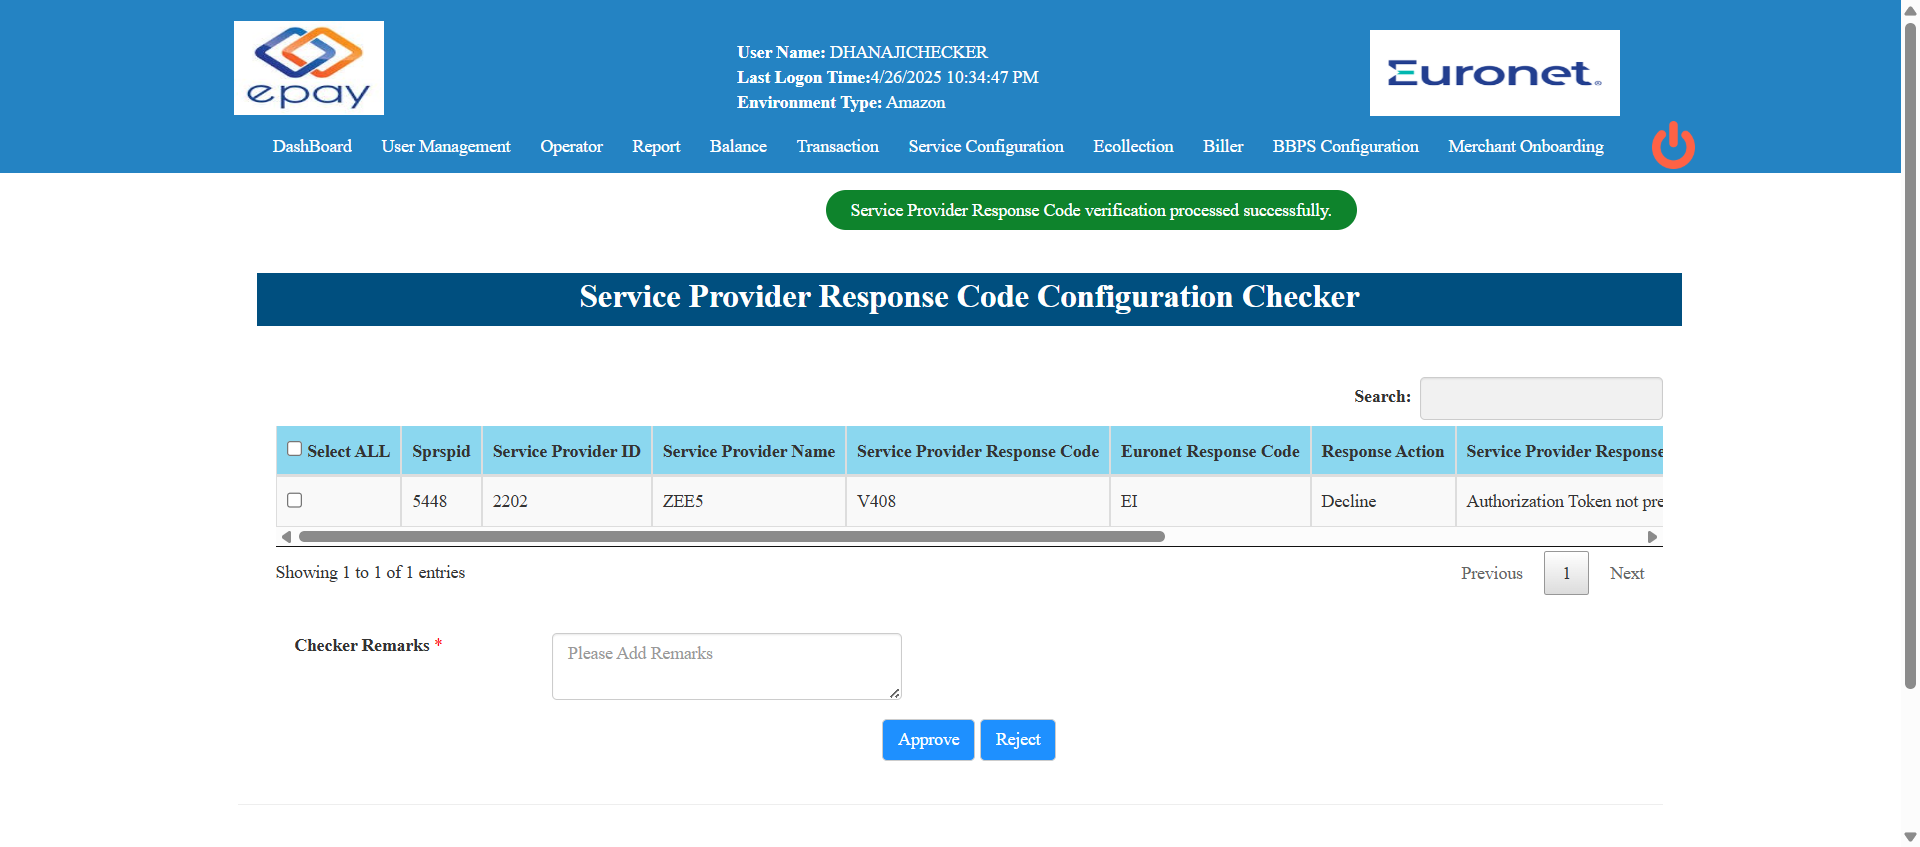 epay
User Name: DHANAJICHECKER
Last Logon Time:4/26/2025 10:34:47 PM
Environment Type: Amazon
Euronet
DashBoard User Management Operator Report Balance Transaction Service Configuration Ecollection Biller BBPS Configuration Merchant Onboarding
Service Provider Response Code verification processed successfully.
Service Provider Response Code Configuration Checker
Search:
Select ALL Sprspid Service Provider ID Service Provider Name Service Provider Response Code Euronet Response Code Response Action Service Provider Response
5448 2202 ZEE5 V408 EI Decline Authorization Token not pre
Showing 1 to 1 of 1 entries
Previous 1 Next
Checker Remarks *
Please Add Remarks
Approve Reject